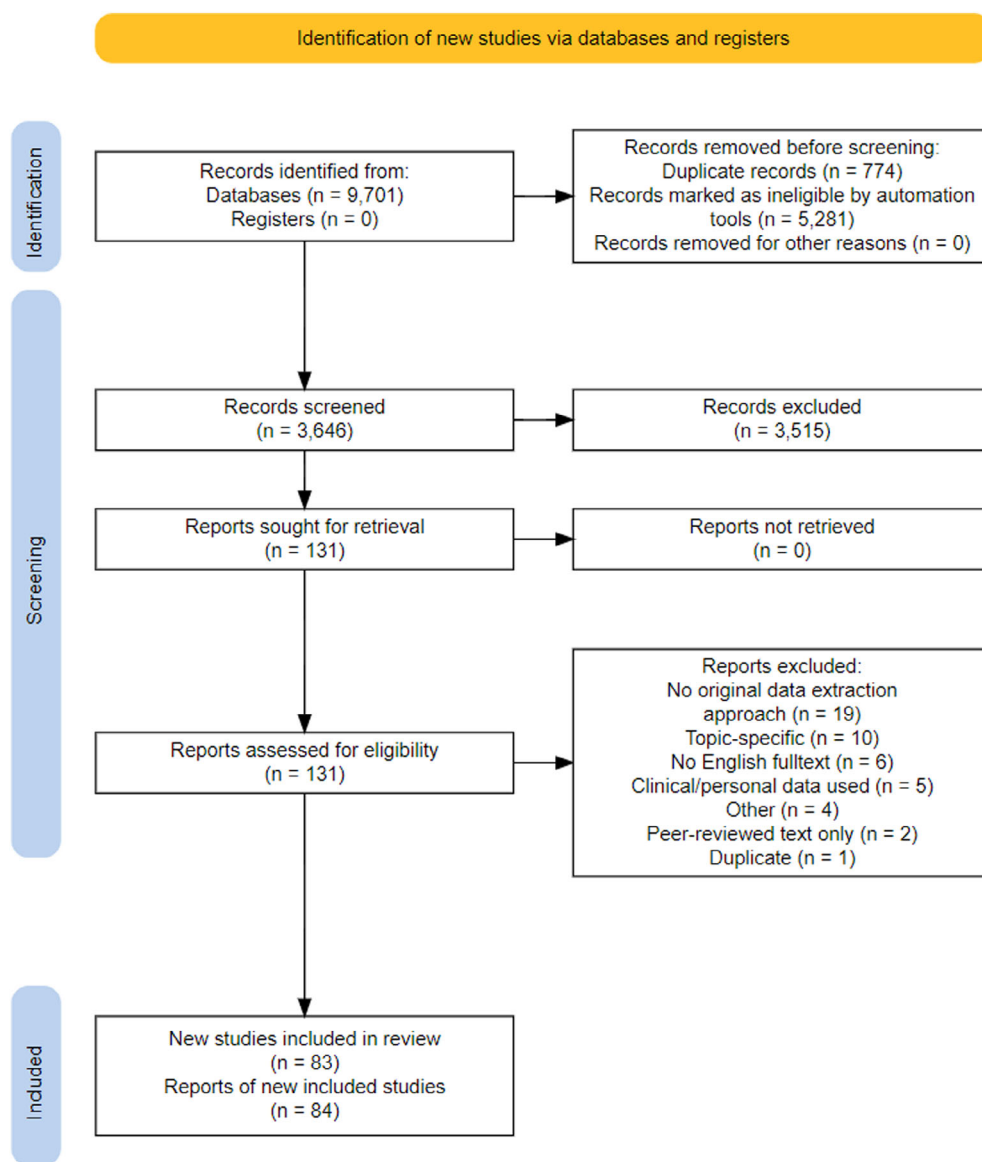 Identification of new studies via databases and registers
Identification
Records identified from:
Databases (n = 9,701)
Registers (n = 0)
Records removed before screening:
Duplicate records (n = 774)
Records marked as ineligible by automation
tools (n = 5,281)
Records removed for other reasons (n = 0)
Screening
Records screened
(n = 3,646)
Records excluded
(n = 3,515)
Reports sought for retrieval
(n = 131)
Reports not retrieved
(n = 0)
Reports assessed for eligibility
(n = 131)
Reports excluded:
No original data extraction
approach (n = 19)
Topic-specific (n = 10)
No English fulltext (n = 6)
Clinical/personal data used (n = 5)
Other (n = 4)
Peer-reviewed text only (n = 2)
Duplicate (n = 1)
Included
New studies included in review
(n = 83)
Reports of new included studies
(n = 84)